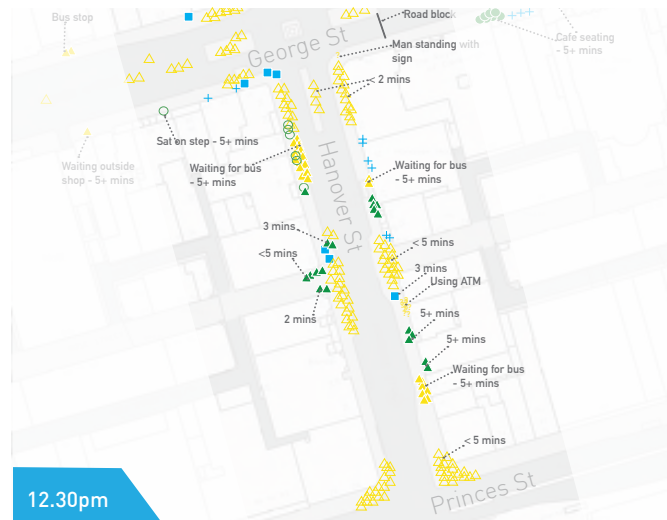 Bus stop
Road block
George St
Man standing with
sign
Cafe seating
- 5+ mins
< 2 mins
Sat on step - 5+ mins
Waiting for bus
- 5+ mins
Waiting outside
shop - 5+ mins
Hanover St
Waiting for bus
- 5+ mins
3 mins
<5 mins
< 5 mins
3 mins
Using ATM
2 mins
5+ mins
5+ mins
Waiting for bus
- 5+ mins
< 5 mins
Princes St
12.30pm